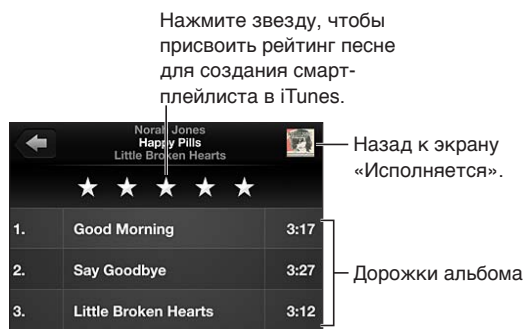 Нажмите звезду, чтобы
присвоить рейтинг песне
для создания смарт-
плейлиста в iTunes.
Norah Jones
Happy Pills
Little Broken Hearts
Назад к экрану
«Исполняется».
1. Good Morning 3:17
2. Say Goodbye 3:27
Дорожки альбома
3. Little Broken Hearts 3:12